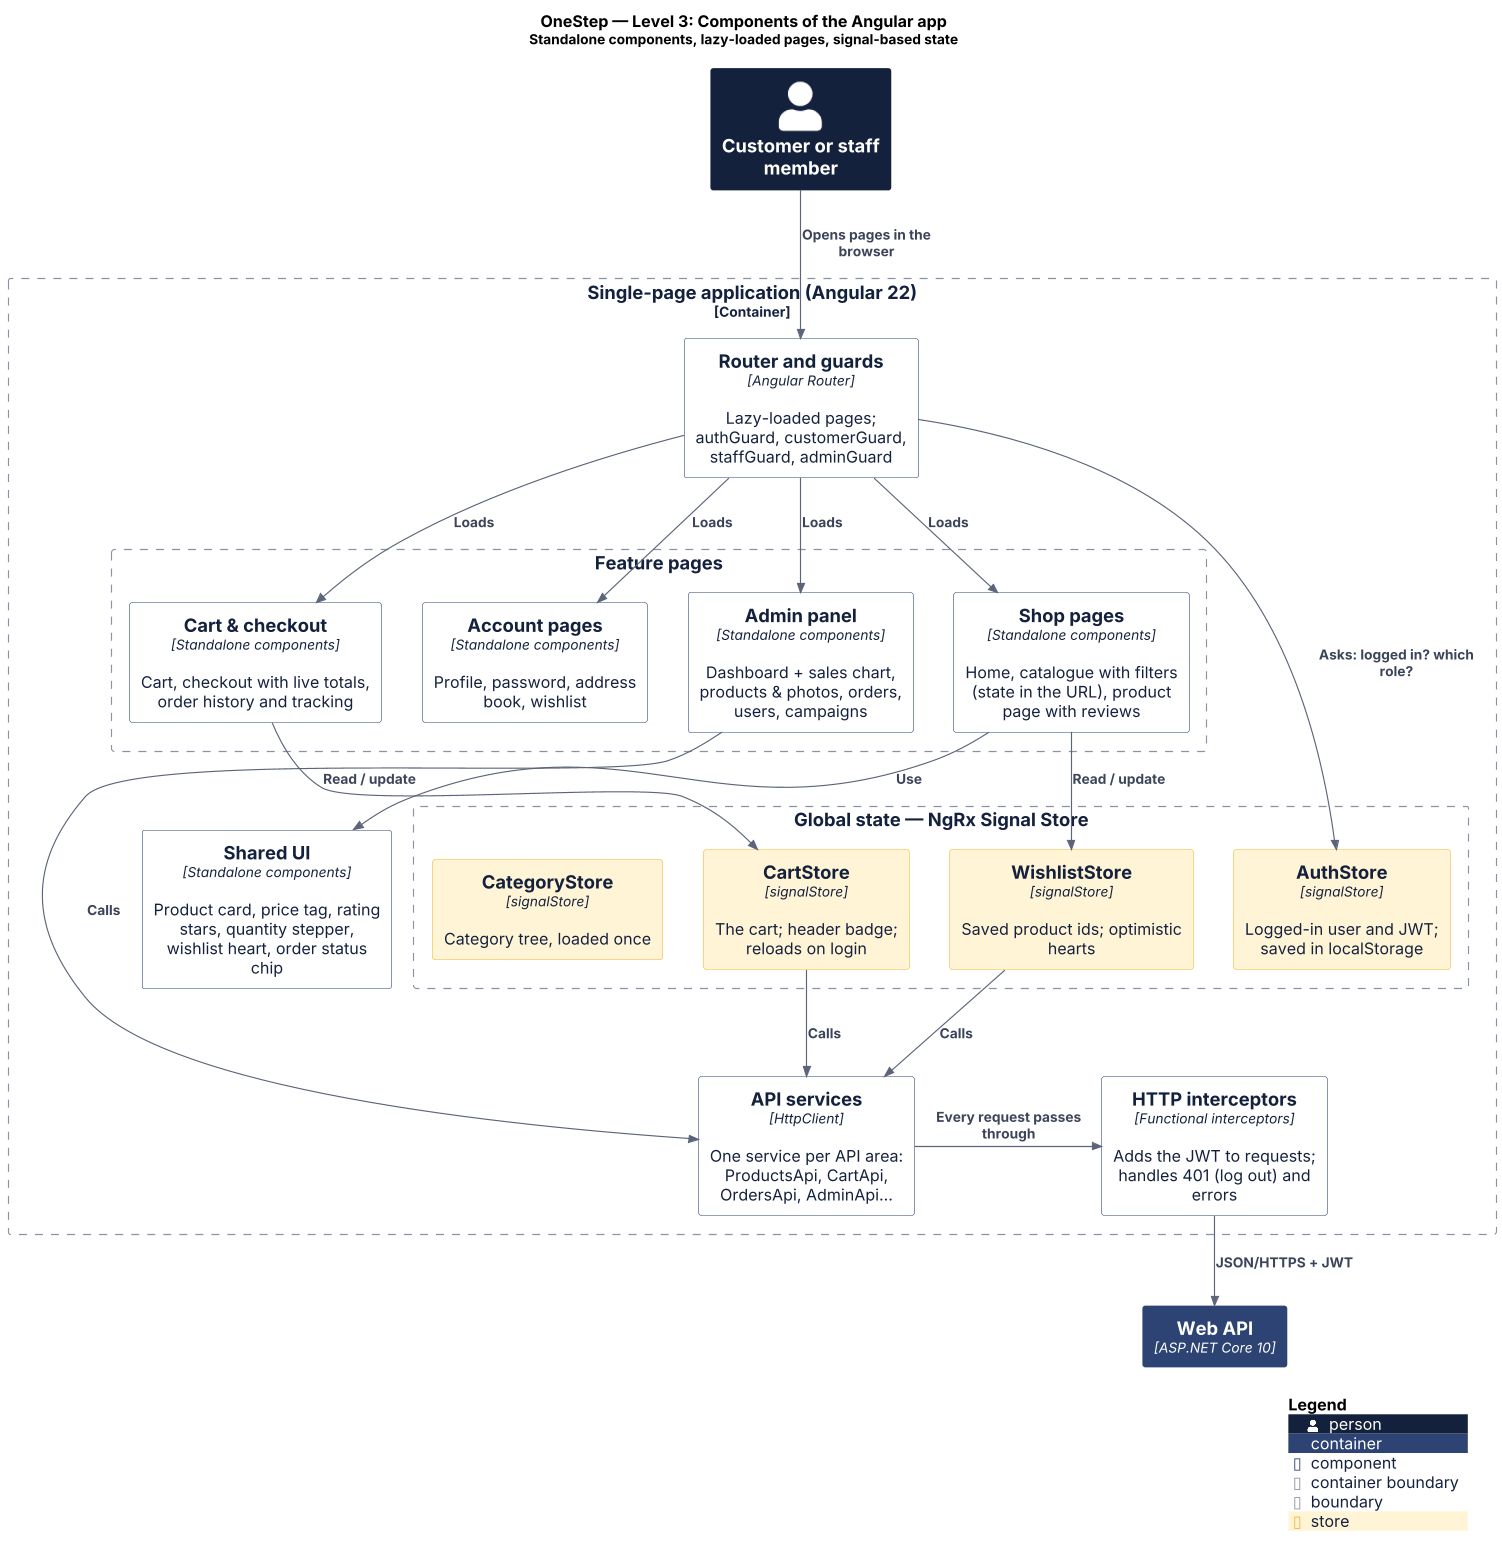 OneStep — Level 3: Components of the Angular app
Standalone components, lazy-loaded pages, signal-based state
Customer or staff
member
Opens pages in the
browser
Single-page application (Angular 22)
[Container]
Router and guards
[Angular Router]
Lazy-loaded pages;
authGuard, customerGuard,
staffGuard, adminGuard
Loads
Loads
Loads
Loads
Asks: logged in? which
role?
Feature pages
Cart & checkout
[Standalone components]
Cart, checkout with live totals,
order history and tracking
Account pages
[Standalone components]
Profile, password, address
book, wishlist
Admin panel
[Standalone components]
Dashboard + sales chart,
products & photos, orders,
users, campaigns
Shop pages
[Standalone components]
Home, catalogue with filters
(state in the URL), product
page with reviews
Read / update
Use
Read / update
Calls
Shared UI
[Standalone components]
Product card, price tag, rating
stars, quantity stepper,
wishlist heart, order status
chip
Global state — NgRx Signal Store
CategoryStore
[signalStore]
Category tree, loaded once
CartStore
[signalStore]
The cart; header badge;
reloads on login
WishlistStore
[signalStore]
Saved product ids; optimistic
hearts
AuthStore
[signalStore]
Logged-in user and JWT;
saved in localStorage
Calls
Calls
API services
[HttpClient]
One service per API area:
ProductsApi, CartApi,
OrdersApi, AdminApi...
Every request passes
through
HTTP interceptors
[Functional interceptors]
Adds the JWT to requests;
handles 401 (log out) and
errors
JSON/HTTPS + JWT
Web API
[ASP.NET Core 10]
Legend
person
container
component
container boundary
boundary
store